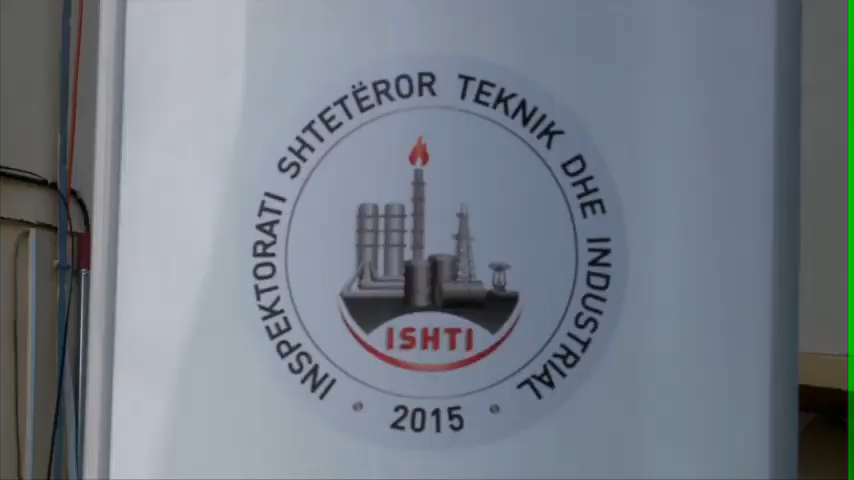 INSPEKTORATI SHTETËROR TEKNIK DHE INDUSTRIAL
ISHTI
2015